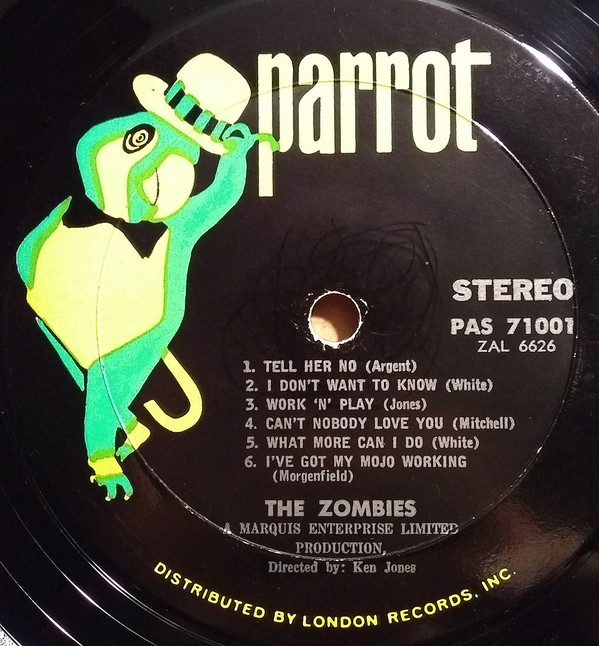 parrot
STEREO
PAS 71001
ZAL 6626
1. TELL HER NO (Argent)
2. I DON'T WANT TO KNOW (White)
3. WORK 'N' PLAY (Jones)
4. CAN'T NOBODY LOVE YOU (Mitchell)
5. WHAT MORE CAN I DO (White)
6. I'VE GOT MY MOJO WORKING
(Morgenfield)
THE ZOMBIES
A MARQUIS ENTERPRISE LIMITED
PRODUCTION,
Directed by: Ken Jones
DISTRIBUTED BY LONDON RECORDS, INC.